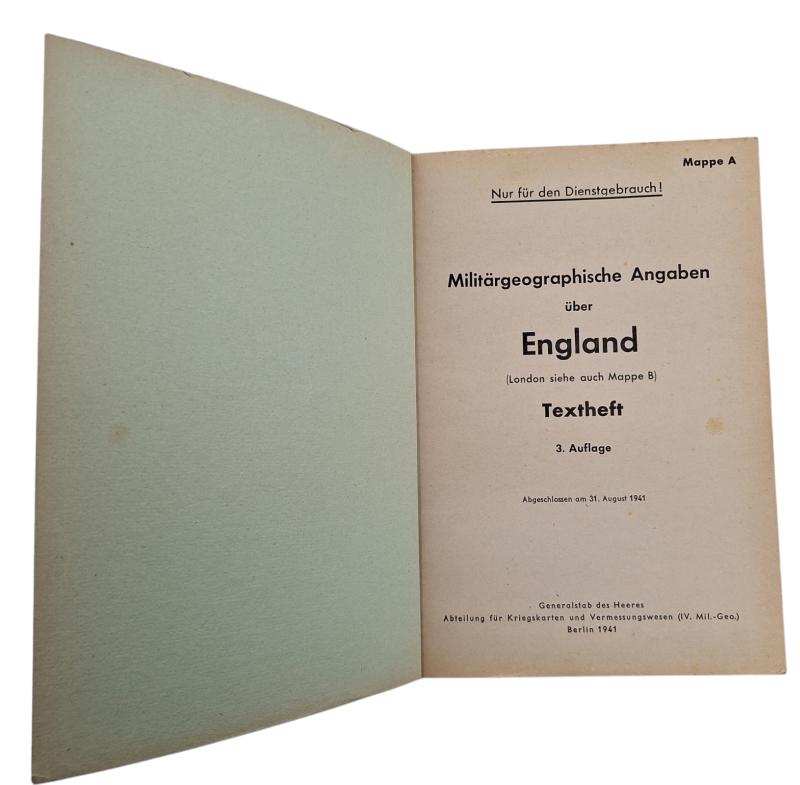 Mappe A
Nur für den Dienstgebrauch!
Militärgeographische Angaben
über
England
(London siehe auch Mappe B)
Textheft
3. Auflage
Abgeschlossen am 31. August 1941
Generalstab des Heeres
Abteilung für Kriegskarten und Vermessungswesen (IV. Mil.-Geo.)
Berlin 1941